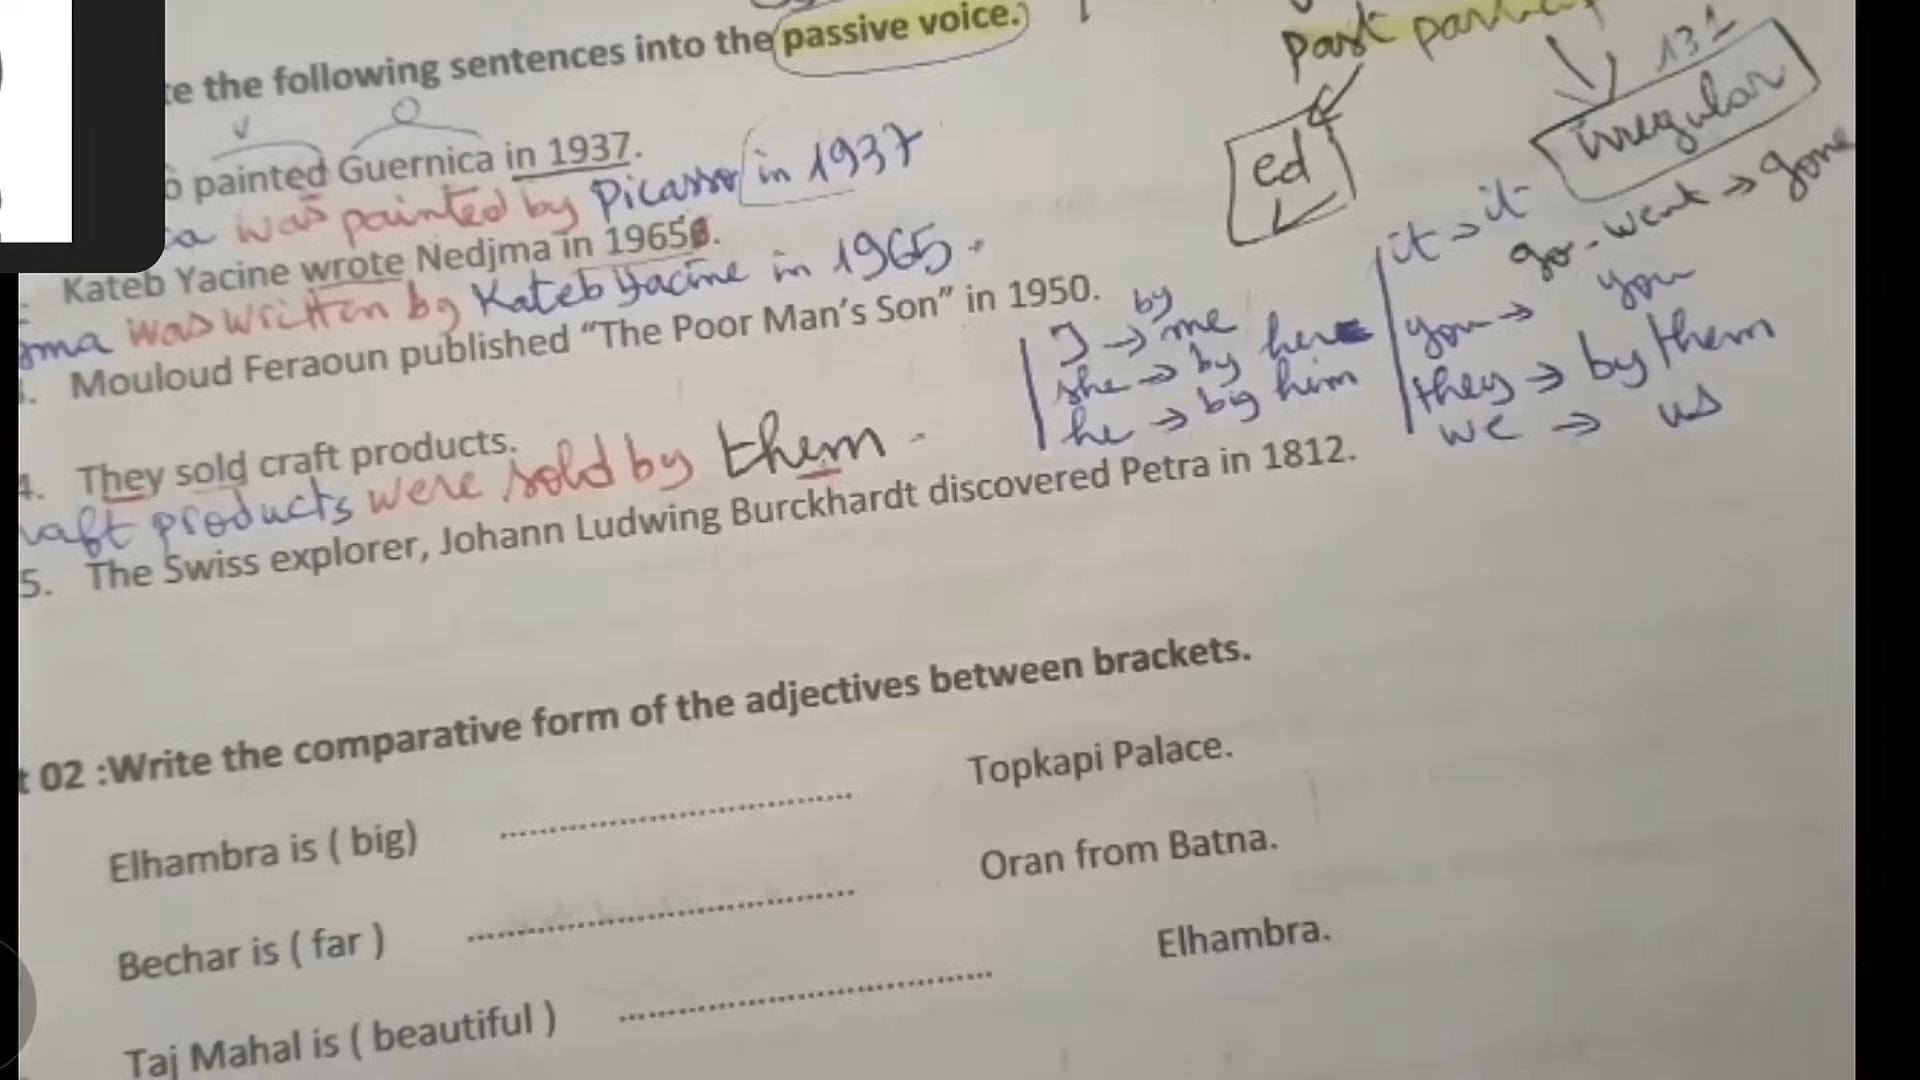 te the following sentences into the passive voice.
past
irregular
ed
o painted Guernica in 1937.
a was painted by Picasso in 1937
go - went → gone
Kateb Yacine wrote Nedjma in 1965.
jma was written by Kateb Yacine in 1965.
3. Mouloud Feraoun published “The Poor Man’s Son” in 1950.
by
I → me
she → by her
he → by him
it → it
you → you
they → by them
we → us
4. They sold craft products.
raft products were sold by them.
5. The Swiss explorer, Johann Ludwing Burckhardt discovered Petra in 1812.
t 02 :Write the comparative form of the adjectives between brackets.
Elhambra is ( big) .................................... Topkapi Palace.
Bechar is ( far ) .................................... Oran from Batna.
Taj Mahal is ( beautiful ) .................................... Elhambra.